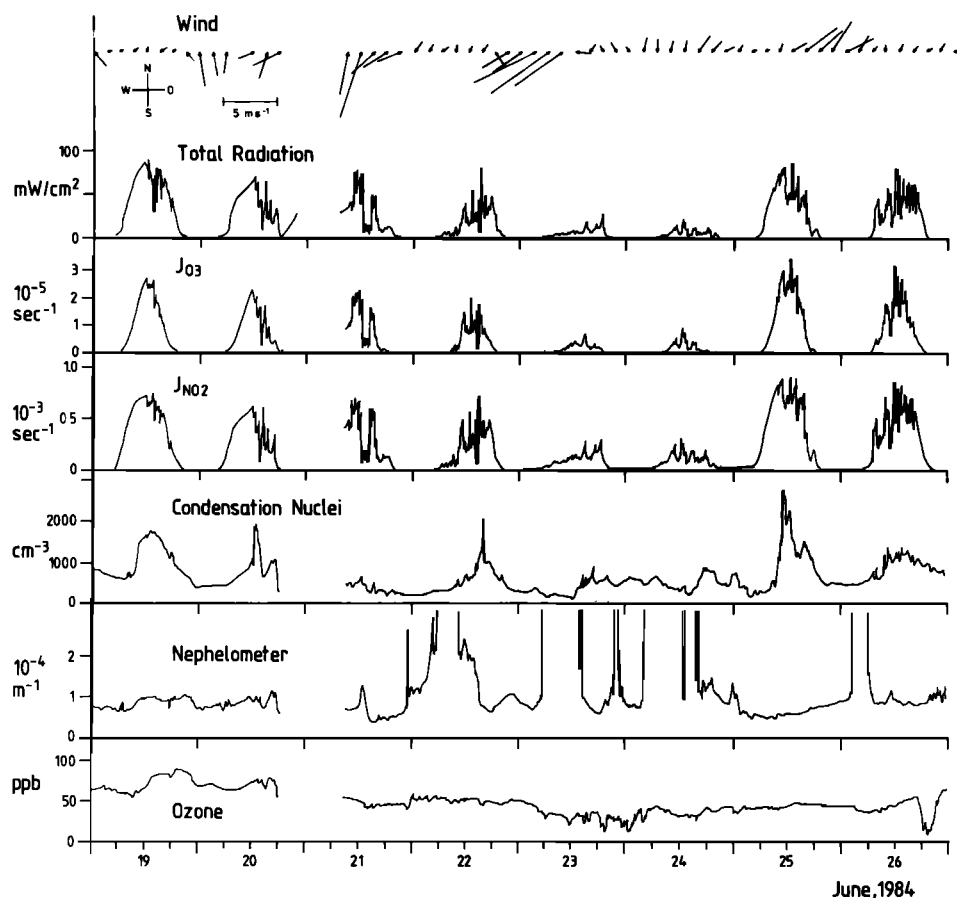 Wind
N
W O
S
5 ms⁻¹
100
Total Radiation
mW/cm²
0
J_O3
3
10⁻⁵
2
sec⁻¹
1
0
1.0
J_NO2
10⁻³
0.5
sec⁻¹
0
Condensation Nuclei
2000
cm⁻³
1000
0
Nephelometer
10⁻⁴
2
m⁻¹
1
0
100
ppb
50
Ozone
0
19 20 21 22 23 24 25 26
June, 1984